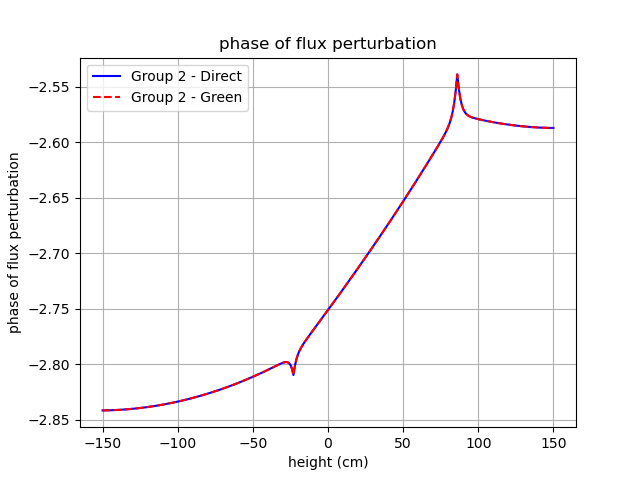 phase of flux perturbation
Group 2 - Direct
Group 2 - Green
phase of flux perturbation
−2.55
−2.60
−2.65
−2.70
−2.75
−2.80
−2.85
−150
−100
−50
0
50
100
150
height (cm)